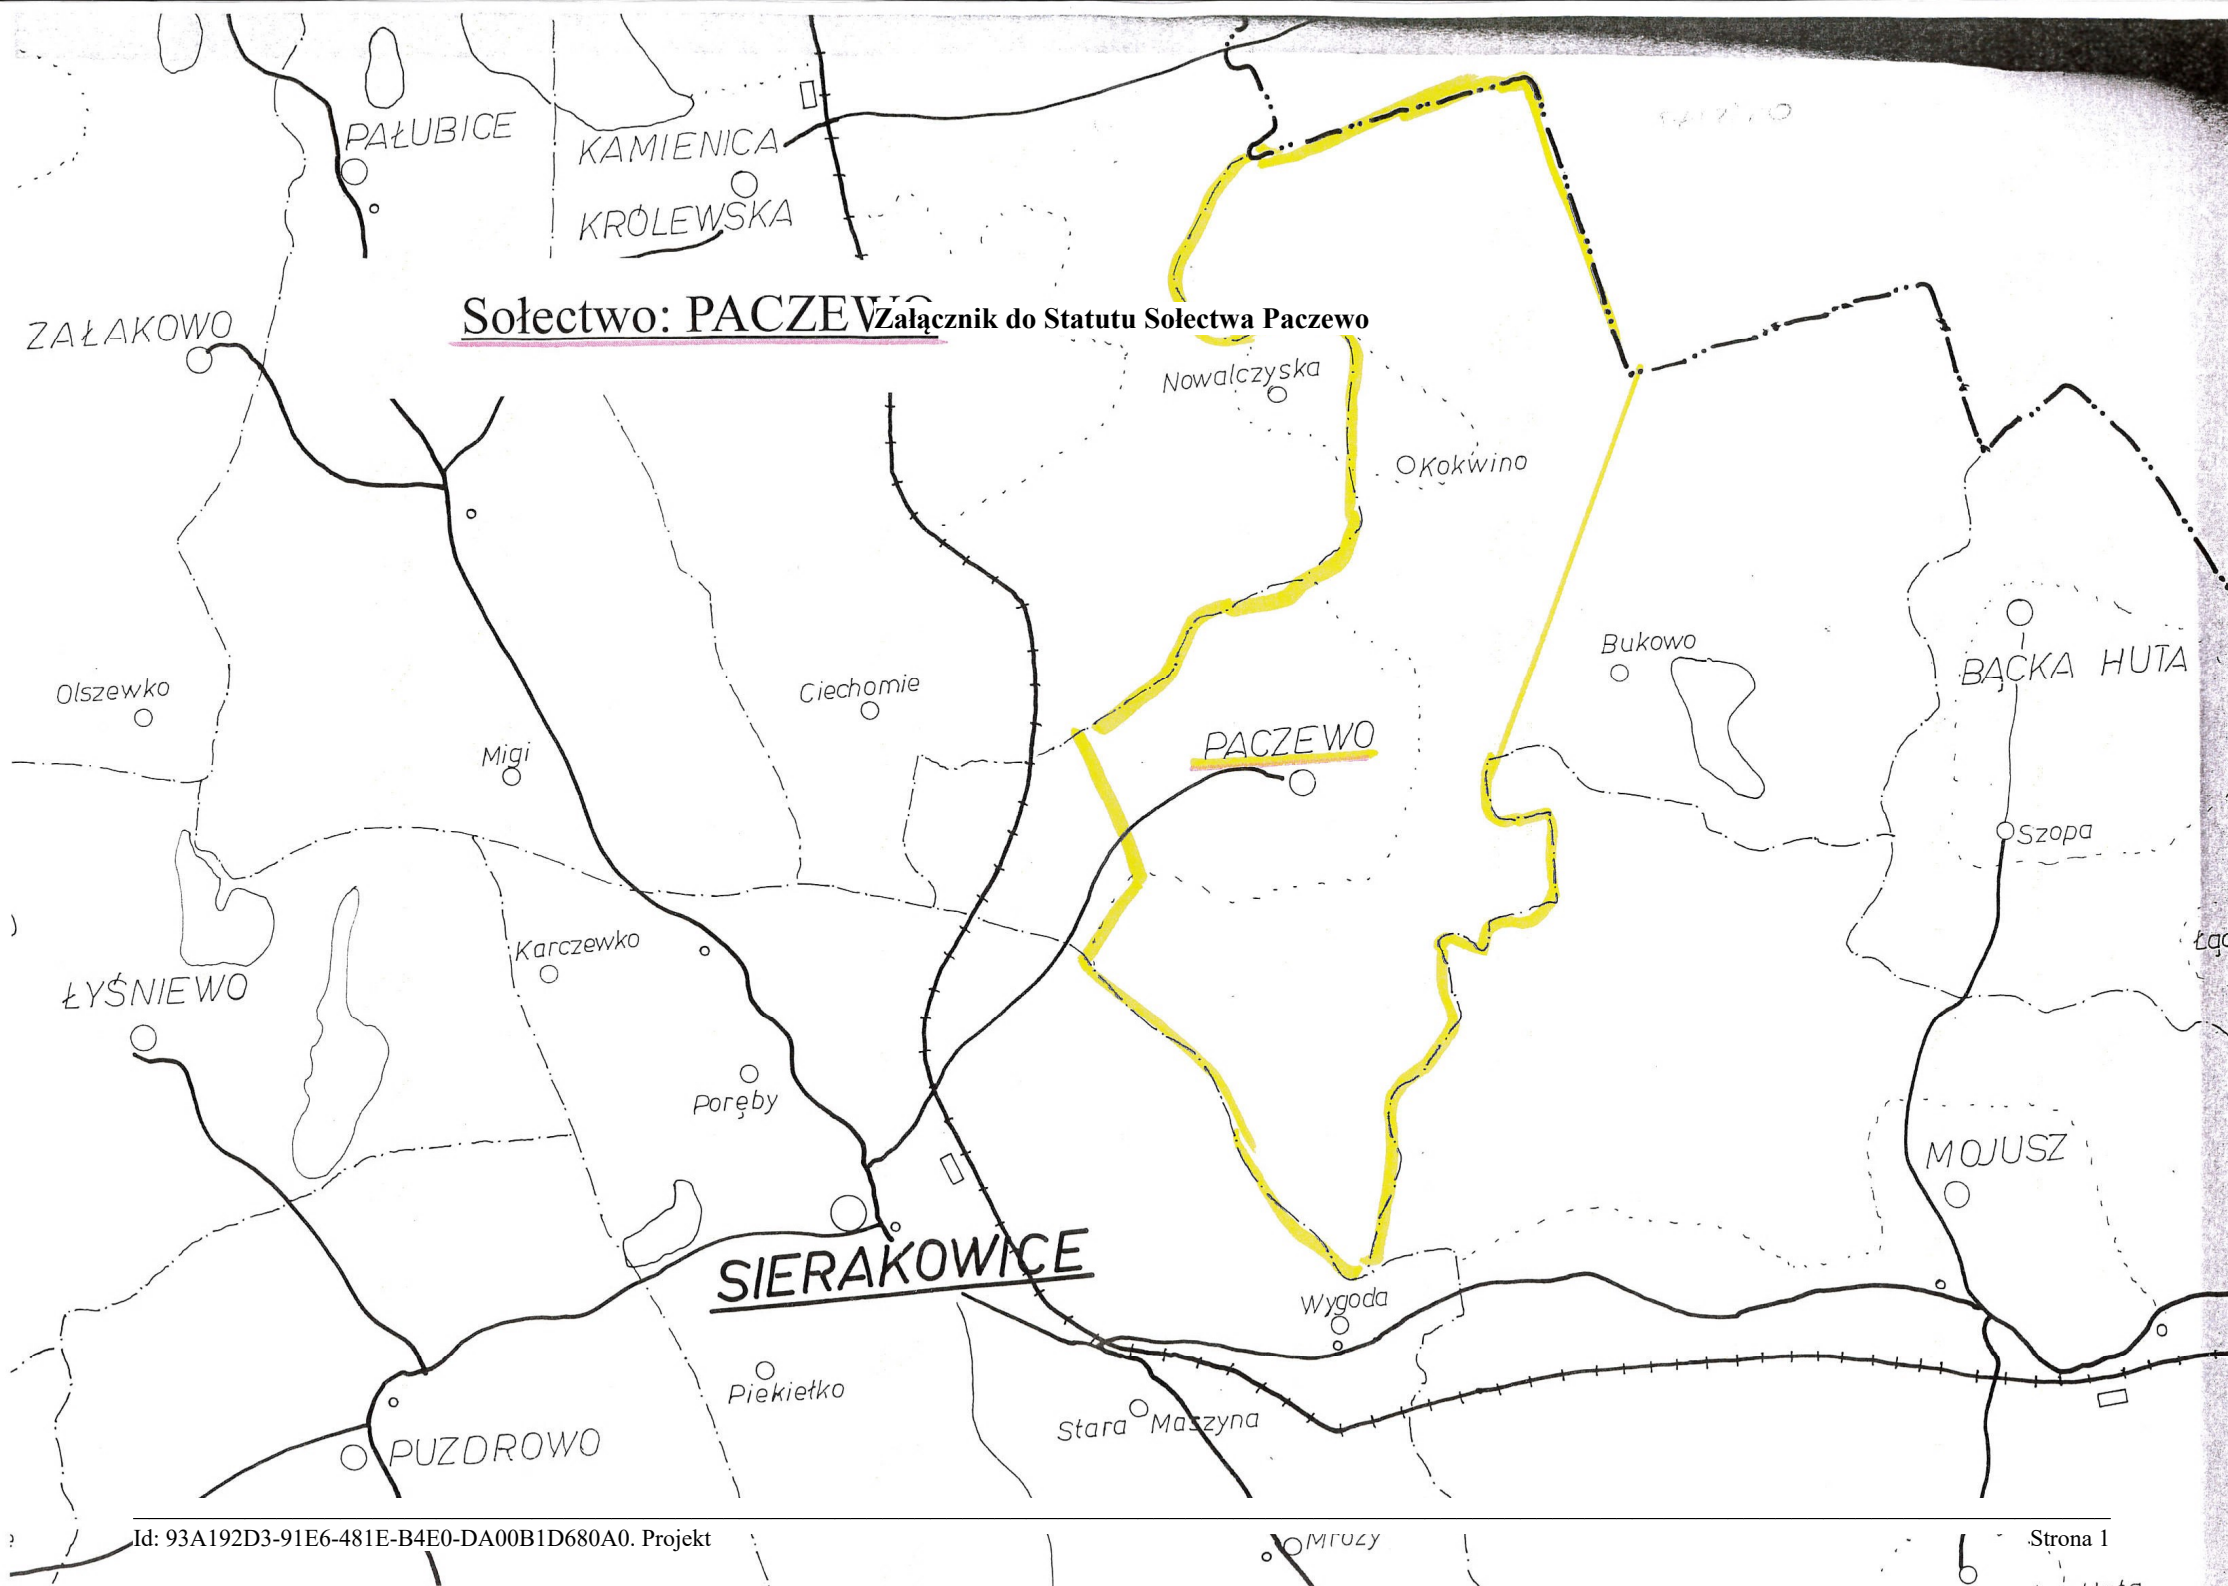 PAŁUBICE
KAMIENICA
KRÓLEWSKA
ZAŁAKOWO
Sołectwo: PACZEWO
Załącznik do Statutu Sołectwa Paczewo
Nowalczyska
Kokwino
Bukowo
BĄCKA HUTA
Olszewko
Ciechomie
Migi
PACZEWO
Szopa
Karczewko
ŁYŚNIEWO
Poręby
MOJUSZ
SIERAKOWICE
Wygoda
Piekiełko
Stara Maszyna
PUZDROWO
Id: 93A192D3-91E6-481E-B4E0-DA00B1D680A0. Projekt
Strona 1
Mrozy